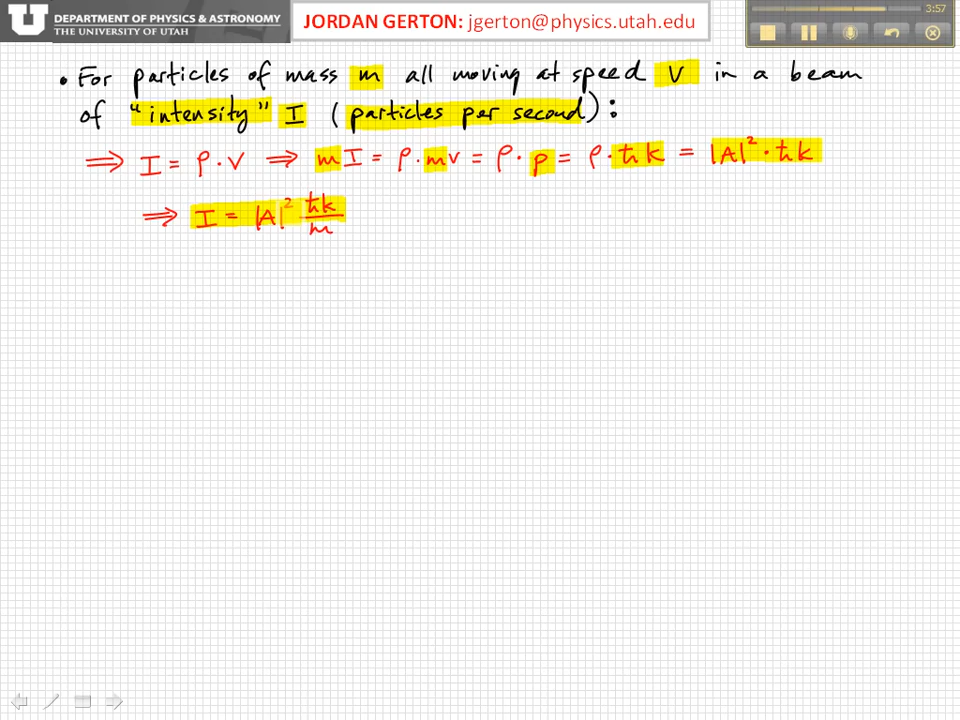 DEPARTMENT OF PHYSICS & ASTRONOMY
THE UNIVERSITY OF UTAH
JORDAN GERTON: jgerton@physics.utah.edu
3:57
• For particles of mass m all moving at speed V in a beam
of "intensity" I (particles per second):
⇒ I = ρ · V ⇒ mI = ρ · mv = ρ · p = ρ · ħk = |A|² · ħk
⇒ I = |A|² ħk/m